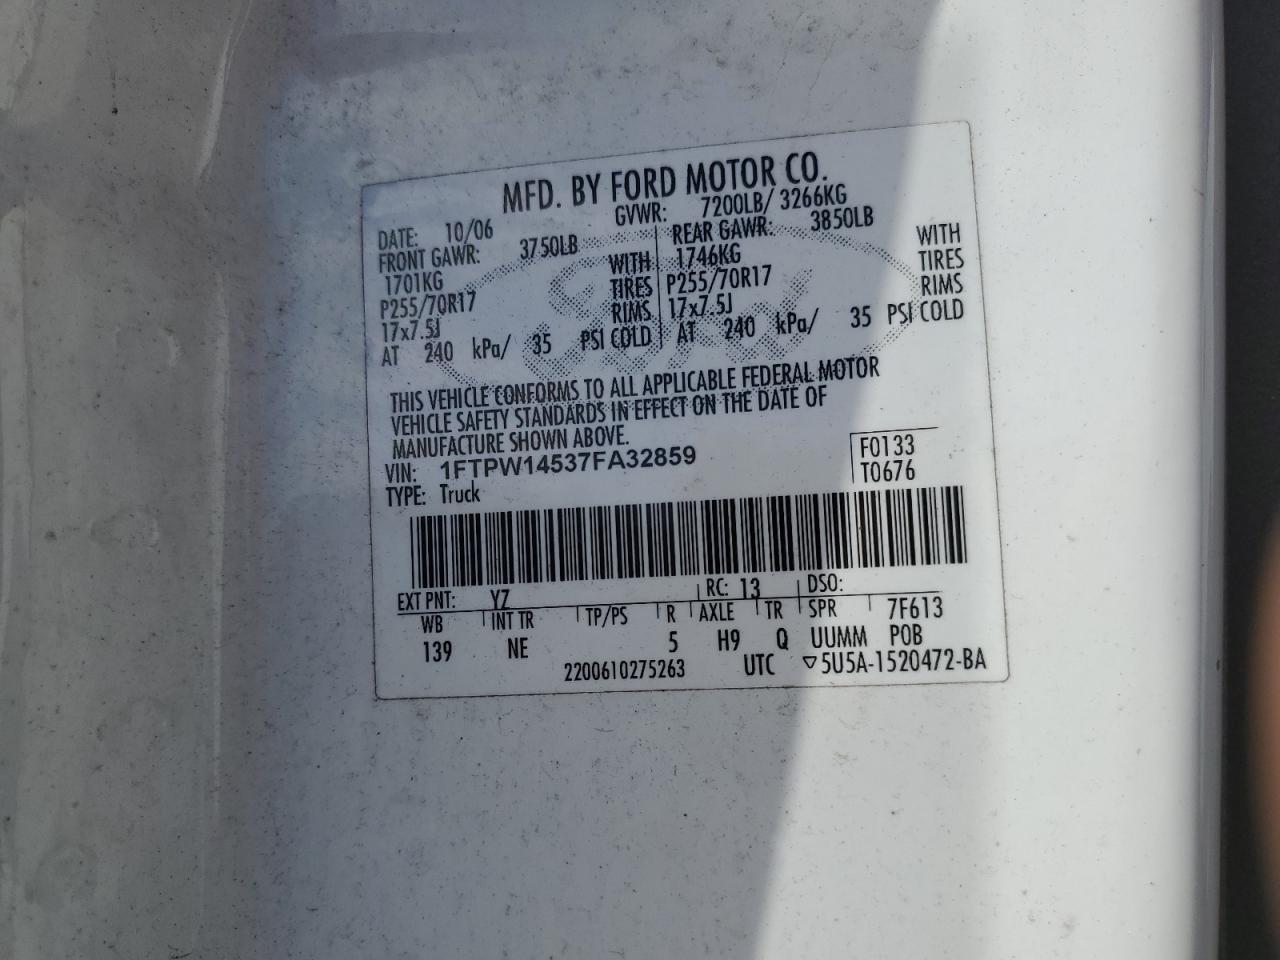 MFD. BY FORD MOTOR CO.
DATE: 10/06 GVWR: 7200LB/ 3266KG
FRONT GAWR: 3750LB REAR GAWR: 3850LB
1701KG WITH 1746KG WITH
P255/70R17 TIRES P255/70R17 TIRES
17x7.5J RIMS 17x7.5J RIMS
AT 240 kPa/ 35 PSI COLD AT 240 kPa/ 35 PSI COLD
THIS VEHICLE CONFORMS TO ALL APPLICABLE FEDERAL MOTOR
VEHICLE SAFETY STANDARDS IN EFFECT ON THE DATE OF
MANUFACTURE SHOWN ABOVE.
VIN: 1FTPW14537FA32859 F0133
TYPE: Truck T0676
EXT PNT: YZ RC: 13 DSO:
WB INT TR TP/PS R AXLE TR SPR 7F613
139 NE 5 H9 Q UUMM POB
2200610275263 UTC ▽5U5A-1520472-BA